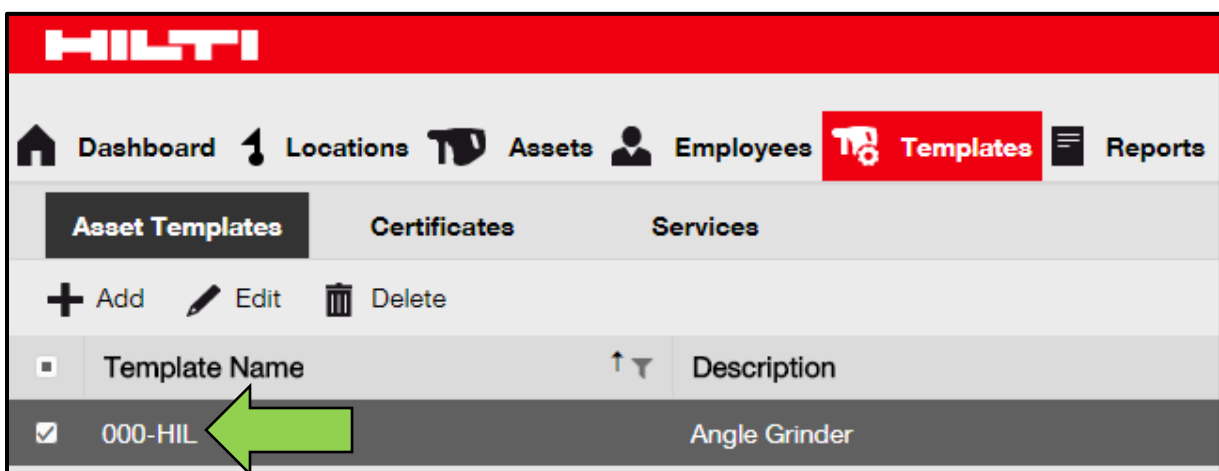 HILTI
Dashboard Locations Assets Employees Templates Reports
Asset Templates Certificates Services
Add Edit Delete
Template Name Description
000-HIL Angle Grinder